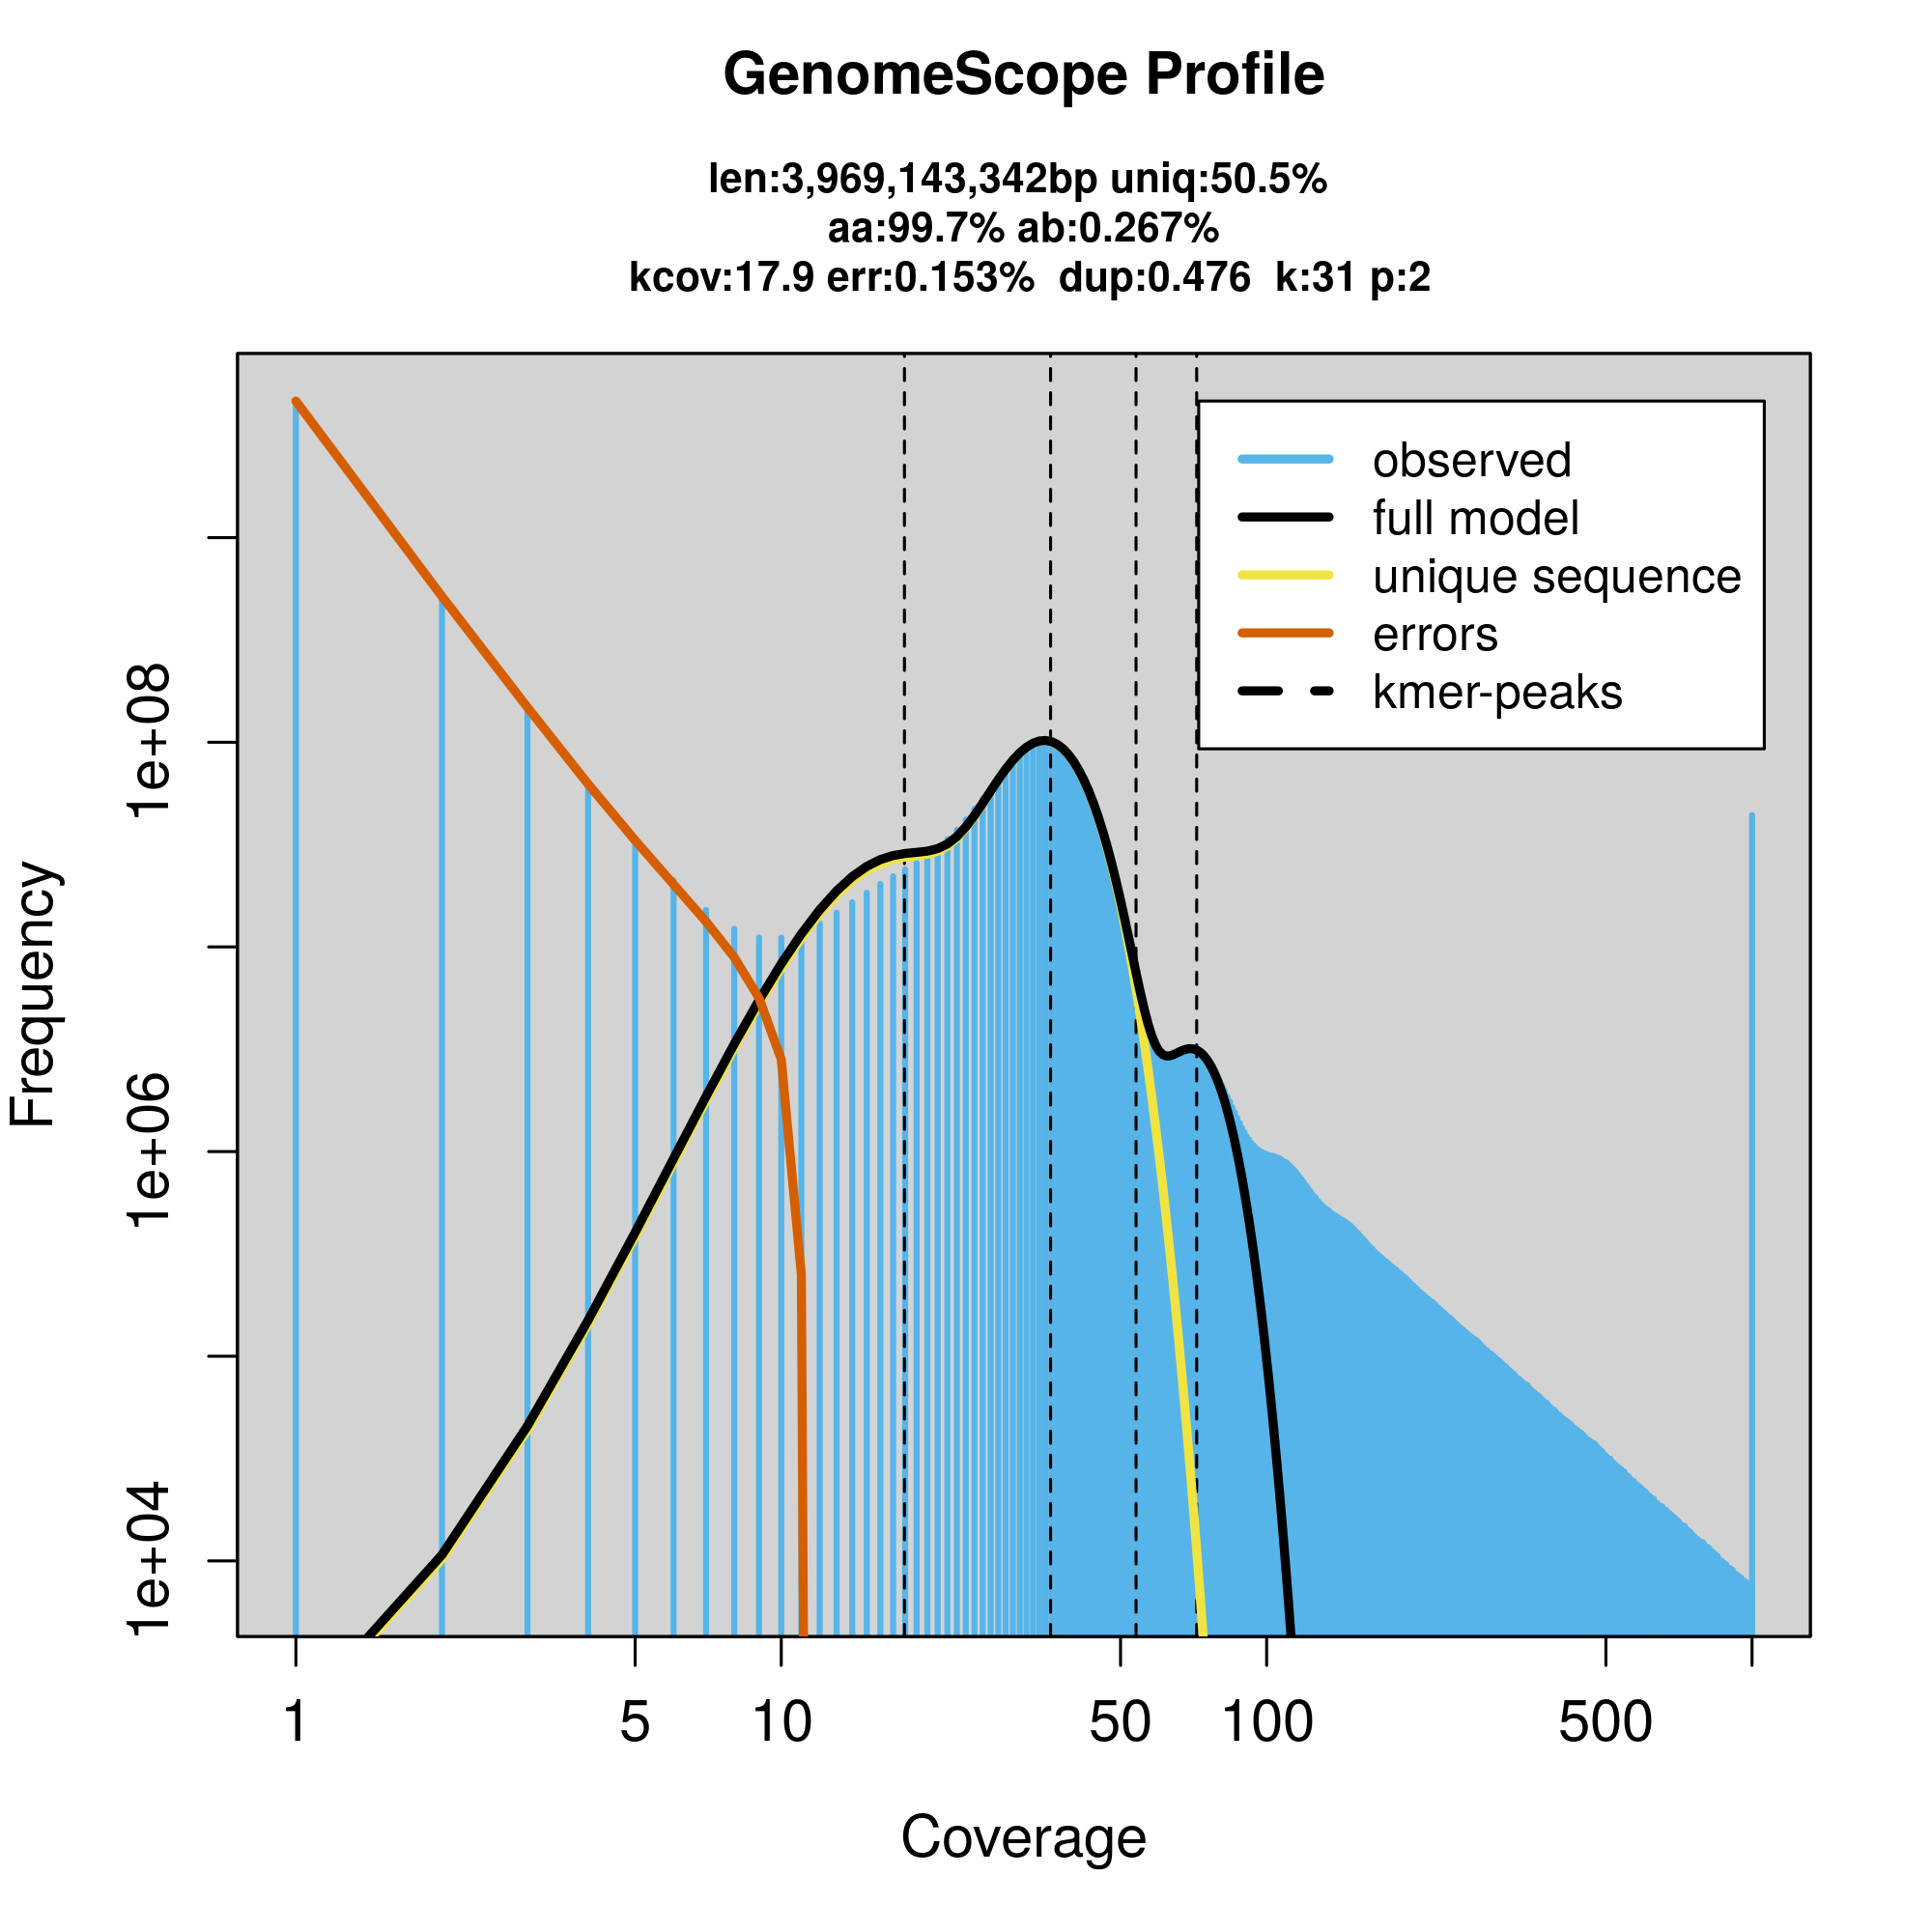 GenomeScope Profile
len:3,969,143,342bp uniq:50.5%
aa:99.7% ab:0.267%
kcov:17.9 err:0.153%  dup:0.476  k:31 p:2
observed
full model
unique sequence
errors
kmer-peaks
Frequency
1e+08
1e+06
1e+04
1 5 10 50 100 500
Coverage